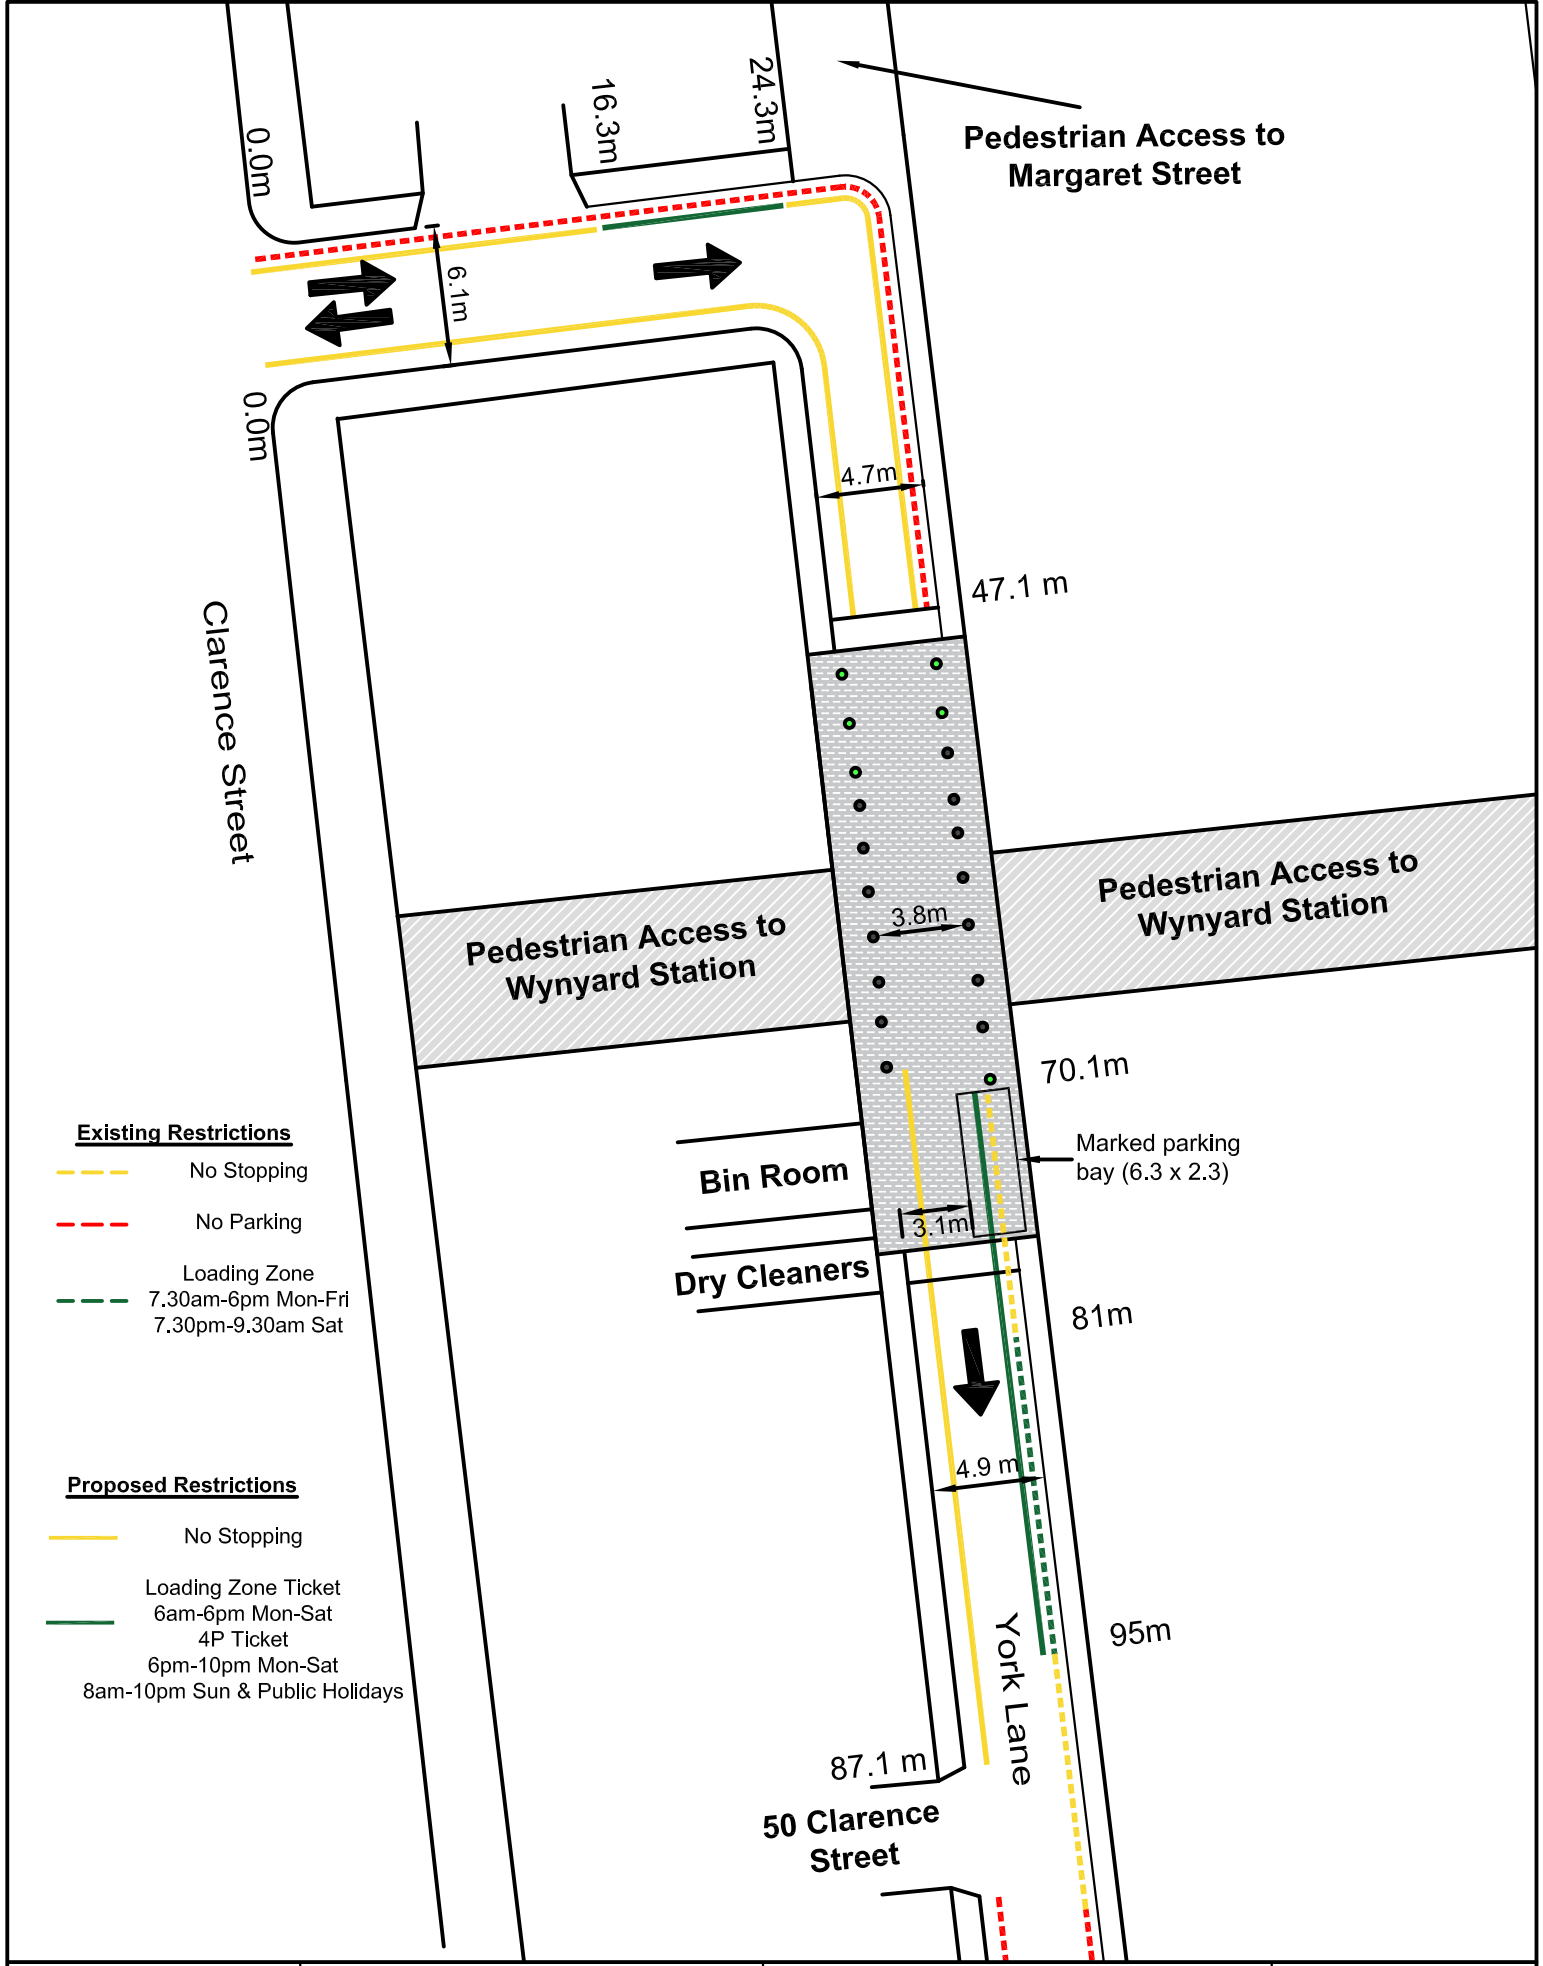 0.0m
16.3m
24.3m
Pedestrian Access to
Margaret Street
6.1m
0.0m
4.7m
47.1 m
Clarence Street
Pedestrian Access to
Wynyard Station
3.8m
Pedestrian Access to
Wynyard Station
70.1m
Marked parking
bay (6.3 x 2.3)
Bin Room
3.1m
Dry Cleaners
81m
4.9 m
95m
York Lane
87.1 m
50 Clarence
Street
Existing Restrictions
No Stopping
No Parking
Loading Zone
7.30am-6pm Mon-Fri
7.30pm-9.30am Sat
Proposed Restrictions
No Stopping
Loading Zone Ticket
6am-6pm Mon-Sat
4P Ticket
6pm-10pm Mon-Sat
8am-10pm Sun & Public Holidays